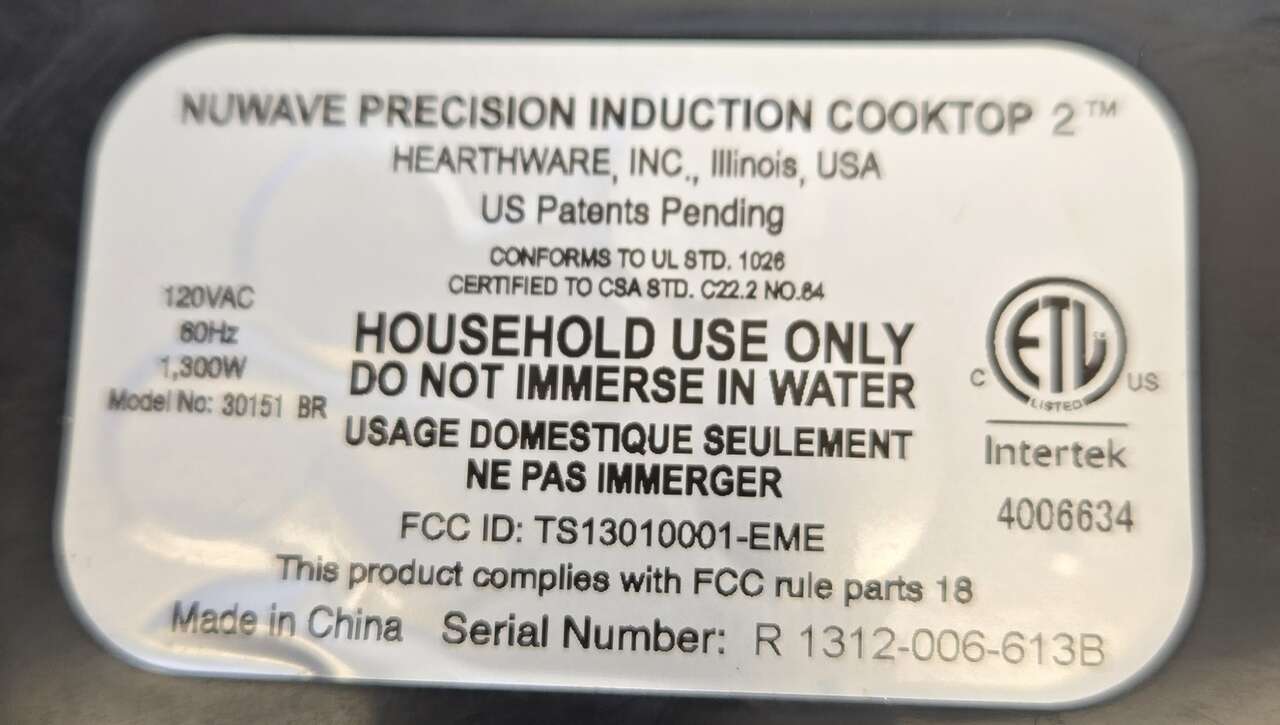 NUWAVE PRECISION INDUCTION COOKTOP 2™
HEARTHWARE, INC., Illinois, USA
US Patents Pending
CONFORMS TO UL STD. 1026
CERTIFIED TO CSA STD. C22.2 NO.64
120VAC
60Hz
1,300W
Model No: 30151 BR
HOUSEHOLD USE ONLY
DO NOT IMMERSE IN WATER
USAGE DOMESTIQUE SEULEMENT
NE PAS IMMERGER
ETL
LISTED
C US
Intertek
4006634
FCC ID: TS13010001-EME
This product complies with FCC rule parts 18
Made in China Serial Number: R 1312-006-613B